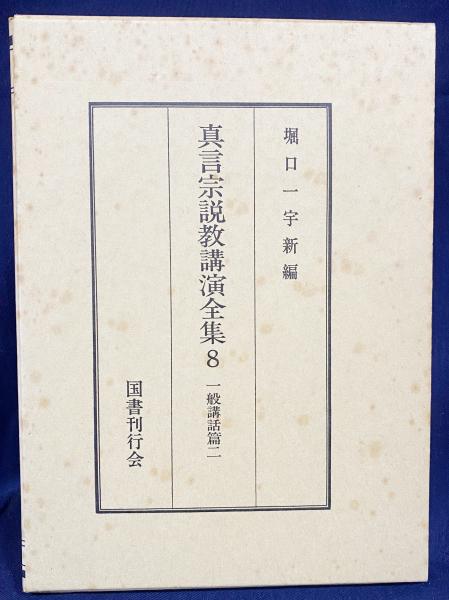 堀口一宇新編
真言宗説教講演全集8
一般講話篇二
国書刊行会